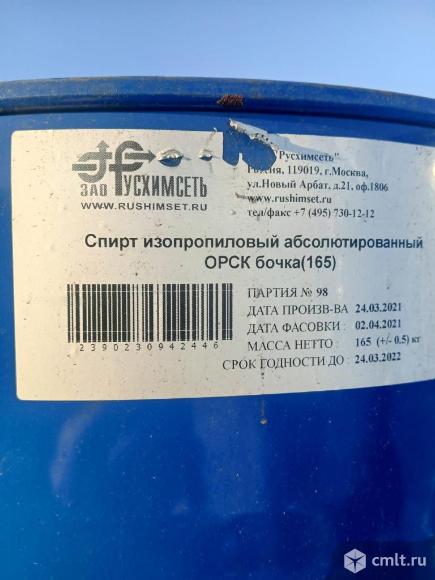 ЗАО РУСХИМСЕТЬ
WWW.RUSHIMSET.RU
"Русхимсеть"
Россия, 119019, г.Москва,
ул.Новый Арбат, д.21, оф.1806
www.rushimset.ru
тел/факс +7 (495) 730-12-12
Спирт изопропиловый абсолютированный
ОРСК бочка(165)
2390230942446
ПАРТИЯ № 98
ДАТА ПРОИЗВ-ВА 24.03.2021
ДАТА ФАСОВКИ : 02.04.2021
МАССА НЕТТО : 165 (+/- 0.5) кг
СРОК ГОДНОСТИ ДО : 24.03.2022
cmlt.ru